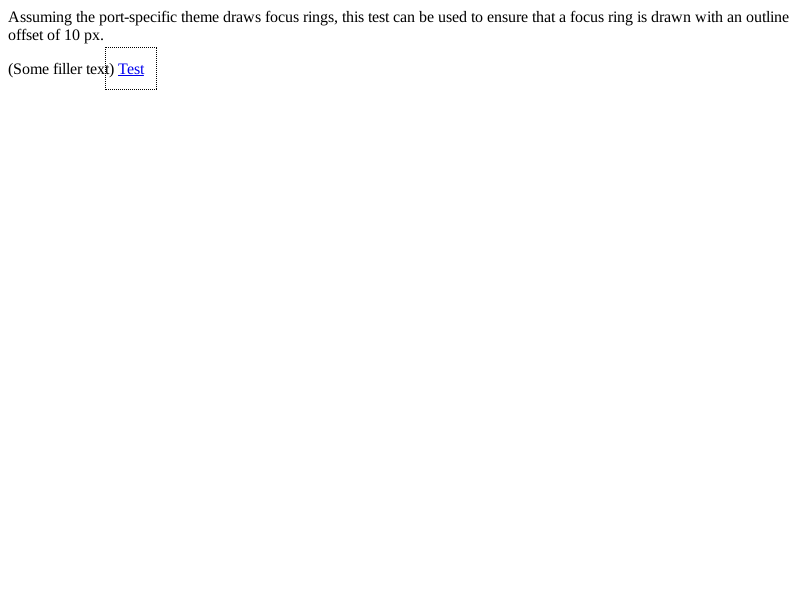 Assuming the port-specific theme draws focus rings, this test can be used to ensure that a focus ring is drawn with an outline
offset of 10 px.
(Some filler text) Test